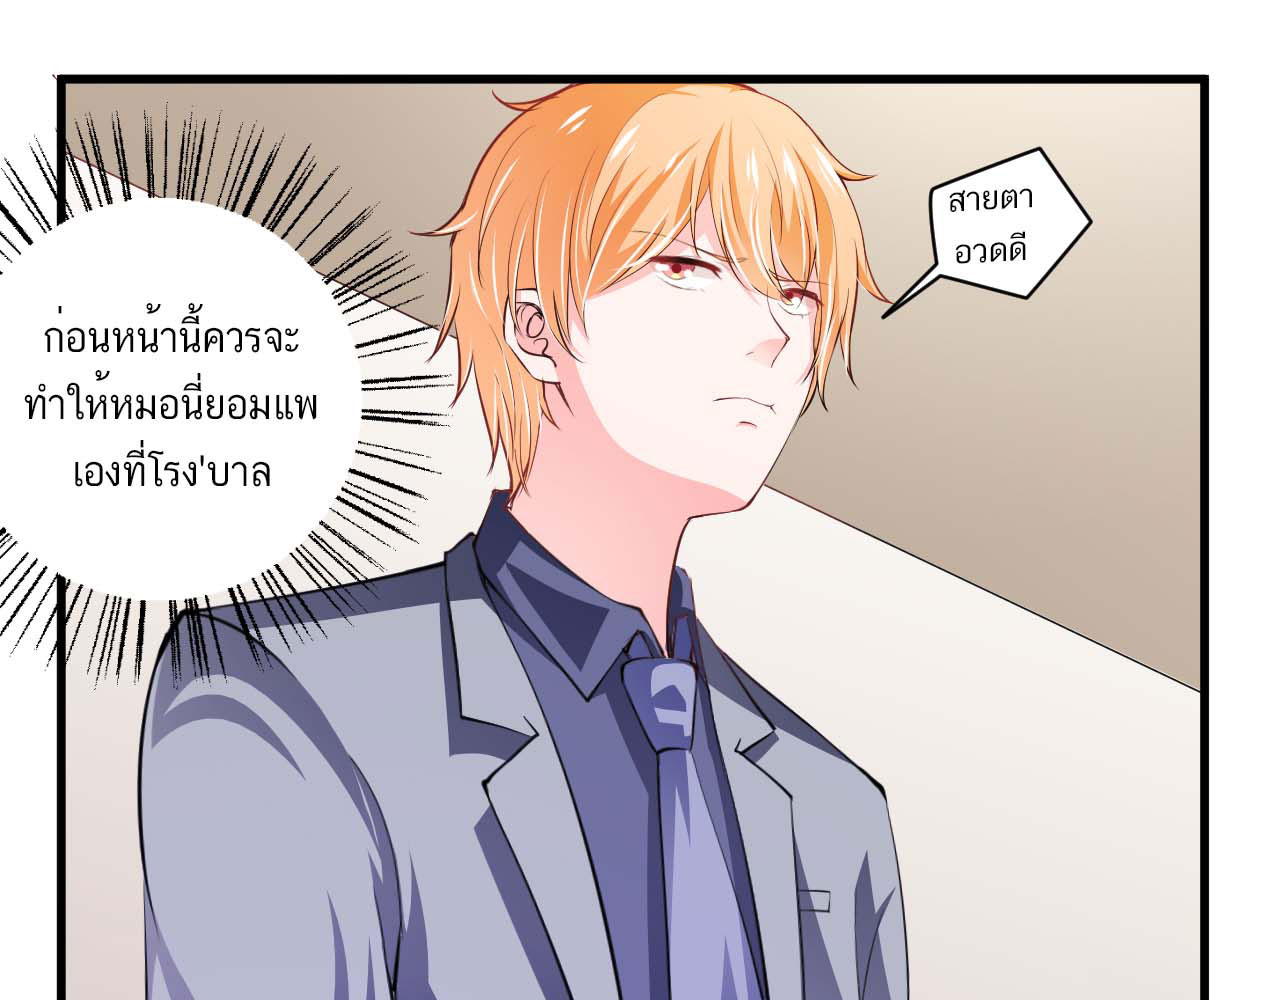 ก่อนหน้านี้ควรจะ
ทำให้หมอนี่ยอมแพ
เองที่โรง'บาล
สายตา
อวดดี